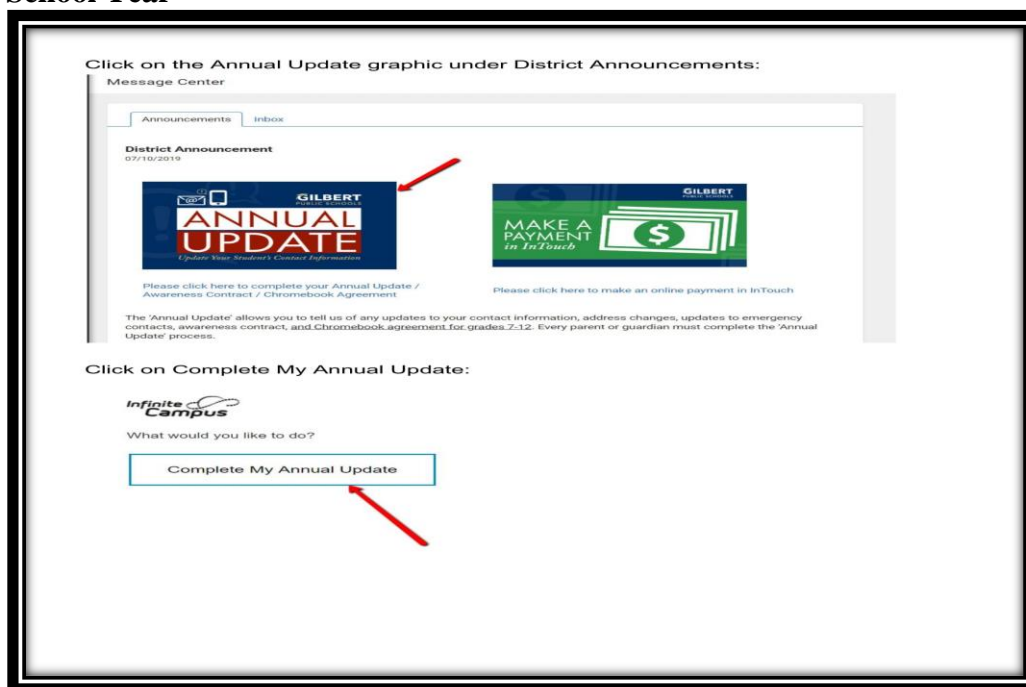 School Year
Click on the Annual Update graphic under District Announcements:
Message Center
Announcements Inbox
District Announcement
07/10/2019
GILBERT
PUBLIC SCHOOLS
ANNUAL
UPDATE
Update Your Student's Contact Information
GILBERT
PUBLIC SCHOOLS
MAKE A
PAYMENT
in InTouch
$
Please click here to complete your Annual Update /
Awareness Contract / Chromebook Agreement
Please click here to make an online payment in InTouch
The 'Annual Update' allows you to tell us of any updates to your contact information, address changes, updates to emergency
contacts, awareness contract, and Chromebook agreement for grades 7-12. Every parent or guardian must complete the 'Annual
Update' process.
Click on Complete My Annual Update:
Infinite
Campus
What would you like to do?
Complete My Annual Update